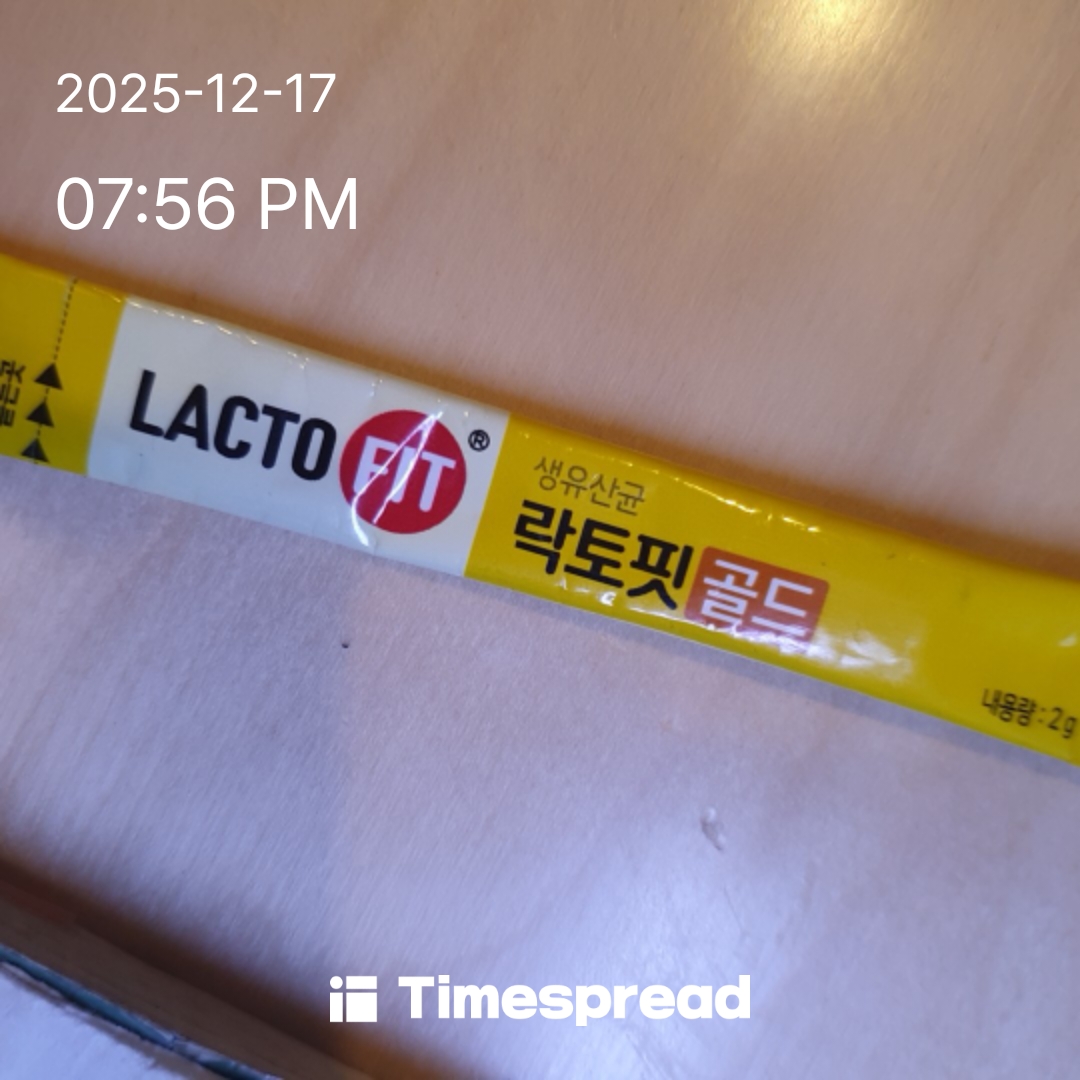 2025-12-17
07:56 PM
LACTO FIT®
생유산균
락토핏 골드
내용량 : 2g
Timespread